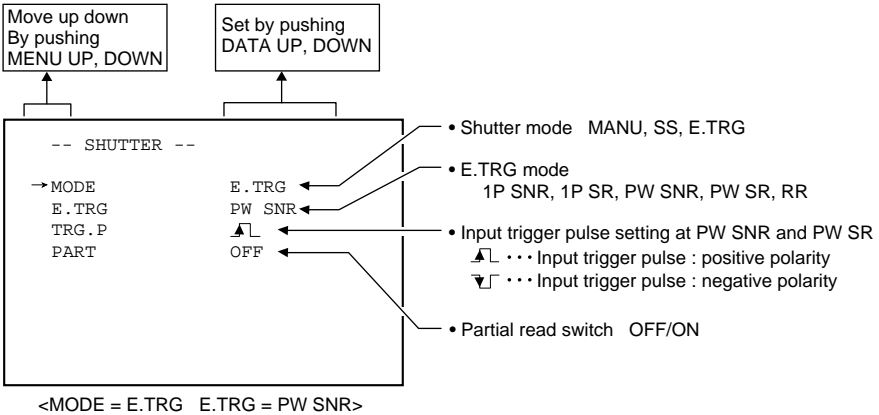 Move up down
By pushing
MENU UP, DOWN
Set by pushing
DATA UP, DOWN
-- SHUTTER --
→MODE E.TRG
E.TRG PW SNR
TRG.P
PART OFF
• Shutter mode MANU, SS, E.TRG
• E.TRG mode
1P SNR, 1P SR, PW SNR, PW SR, RR
• Input trigger pulse setting at PW SNR and PW SR
··· Input trigger pulse : positive polarity
··· Input trigger pulse : negative polarity
• Partial read switch OFF/ON
<MODE = E.TRG E.TRG = PW SNR>